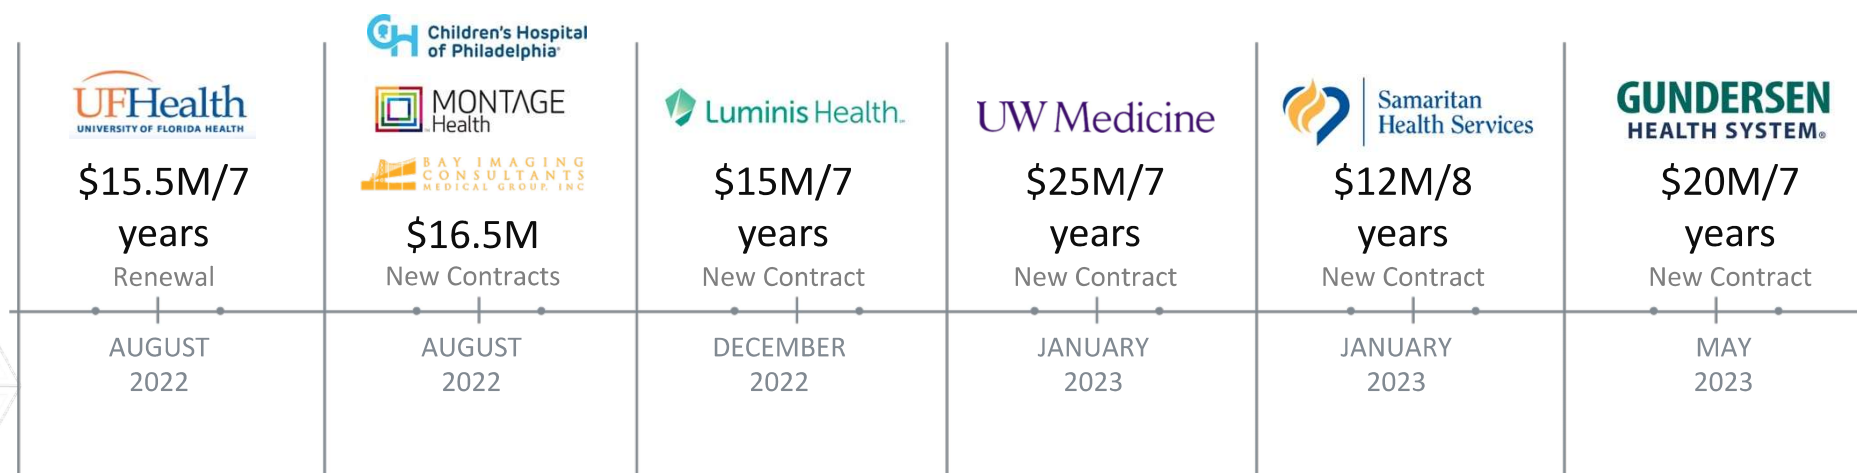 UFHealth
UNIVERSITY OF FLORIDA HEALTH
$15.5M/7
years
Renewal
AUGUST
2022
Children's Hospital
of Philadelphia®
MONTAGE
Health
BAY IMAGING
CONSULTANTS
MEDICAL GROUP, INC
$16.5M
New Contracts
AUGUST
2022
Luminis Health™
$15M/7
years
New Contract
DECEMBER
2022
UW Medicine
$25M/7
years
New Contract
JANUARY
2023
Samaritan
Health Services
$12M/8
years
New Contract
JANUARY
2023
GUNDERSEN
HEALTH SYSTEM®
$20M/7
years
New Contract
MAY
2023